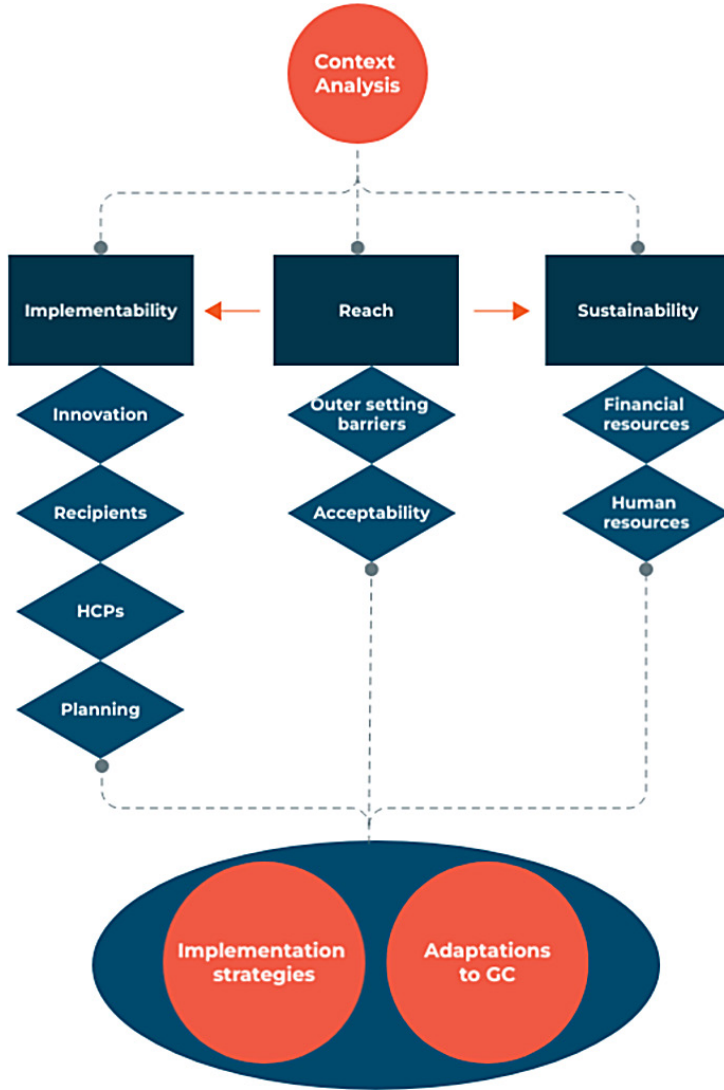 Context
Analysis
Implementability
Reach
Sustainability
Innovation
Recipients
HCPs
Planning
Outer setting
barriers
Acceptability
Financial
resources
Human
resources
Implementation
strategies
Adaptations
to GC